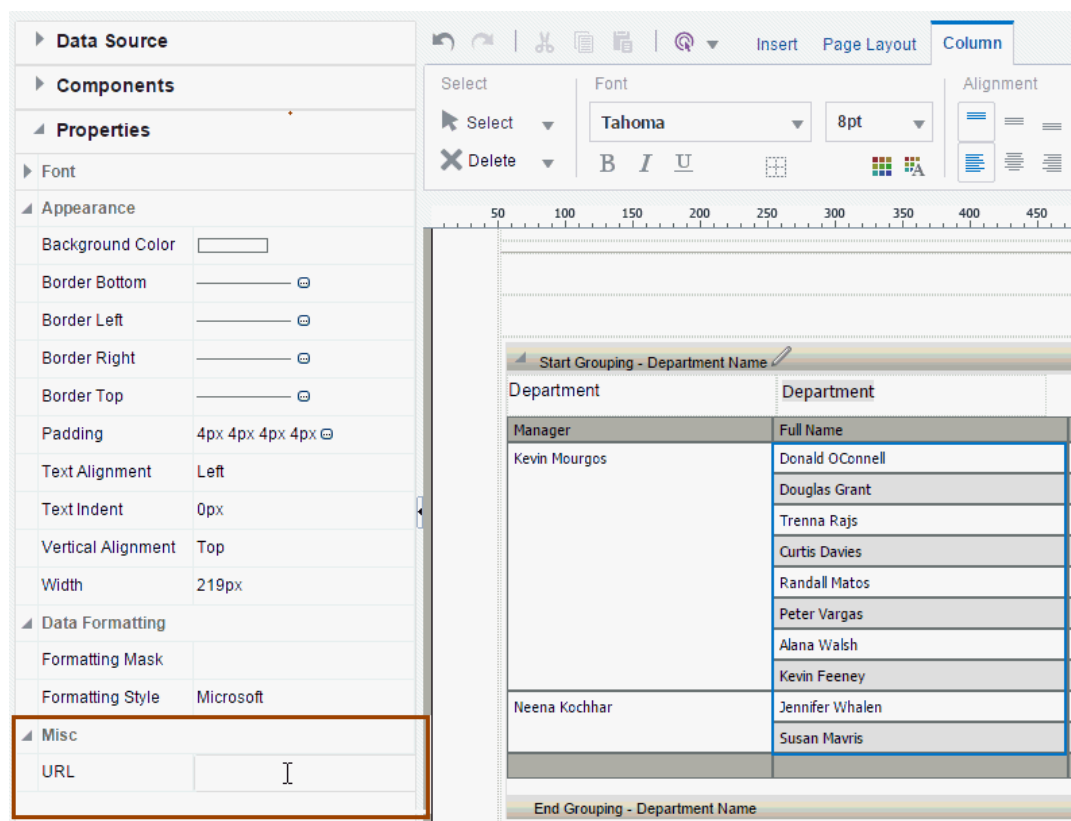 Data Source
Components
Properties
Font
Appearance
Background Color
Border Bottom
Border Left
Border Right
Border Top
Padding 4px 4px 4px 4px
Text Alignment Left
Text Indent 0px
Vertical Alignment Top
Width 219px
Data Formatting
Formatting Mask
Formatting Style Microsoft
Misc
URL
Insert Page Layout Column
Select Font Alignment
Select Tahoma 8pt
Delete B I U
50 100 150 200 250 300 350 400 450
Start Grouping - Department Name
Department Department
Manager Full Name
Kevin Mourgos Donald OConnell
Douglas Grant
Trenna Rajs
Curtis Davies
Randall Matos
Peter Vargas
Alana Walsh
Kevin Feeney
Neena Kochhar Jennifer Whalen
Susan Mavris
End Grouping - Department Name